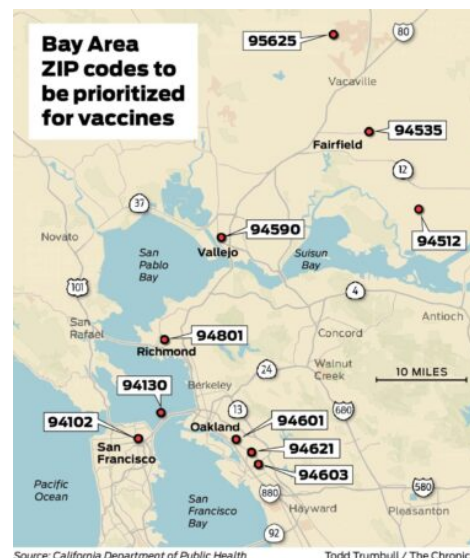 Bay Area
ZIP codes to
be prioritized
for vaccines
95625
80
Vacaville
94535
Fairfield
12
37
94590
94512
Novato
San
Pablo
Bay
Vallejo
Suisun
Bay
101
4
Antioch
San
Rafael
94801
Richmond
Concord
94130
Berkeley
24
Walnut
Creek
10 MILES
94102
Oakland
13
94601
680
San
Francisco
94621
94603
Pacific
Ocean
San
Francisco
Bay
880
580
Hayward
Pleasanton
92
Source: California Department of Public Health
Todd Trumbull / The Chronic